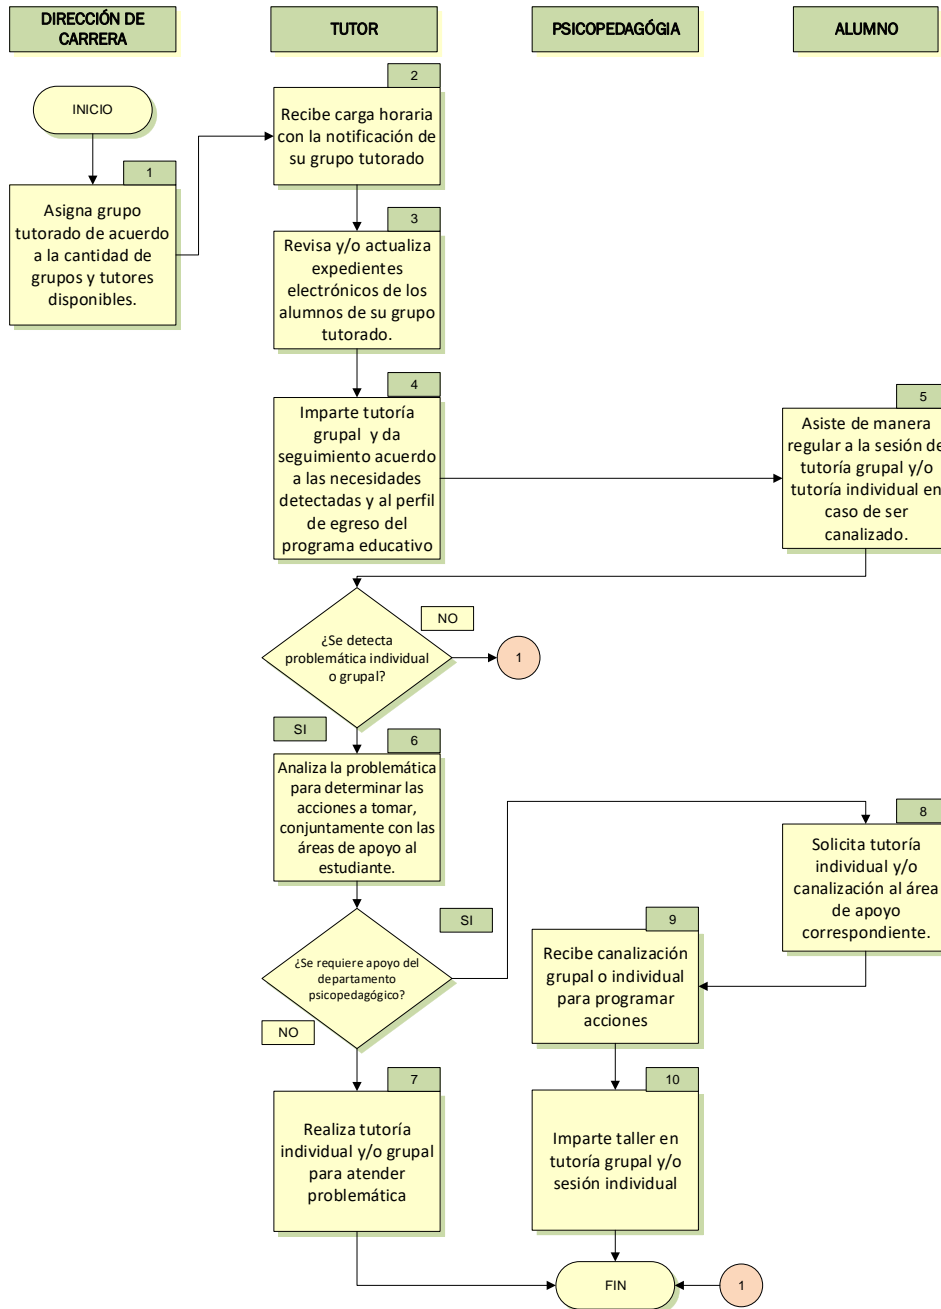 DIRECCIÓN DE
CARRERA
TUTOR
PSICOPEDAGÓGIA
ALUMNO
INICIO
1
Asigna grupo
tutorado de acuerdo
a la cantidad de
grupos y tutores
disponibles.
2
Recibe carga horaria
con la notificación de
su grupo tutorado
3
Revisa y/o actualiza
expedientes
electrónicos de los
alumnos de su grupo
tutorado.
4
Imparte tutoría
grupal y da
seguimiento acuerdo
a las necesidades
detectadas y al perfil
de egreso del
programa educativo
5
Asiste de manera
regular a la sesión de
tutoría grupal y/o
tutoría individual en
caso de ser
canalizado.
¿Se detecta
problemática individual
o grupal?
NO
1
SI
6
Analiza la problemática
para determinar las
acciones a tomar,
conjuntamente con las
áreas de apoyo al
estudiante.
¿Se requiere apoyo del
departamento
psicopedagógico?
SI
NO
7
Realiza tutoría
individual y/o grupal
para atender
problemática
8
Solicita tutoría
individual y/o
canalización al área
de apoyo
correspondiente.
9
Recibe canalización
grupal o individual
para programar
acciones
10
Imparte taller en
tutoría grupal y/o
sesión individual
FIN
1